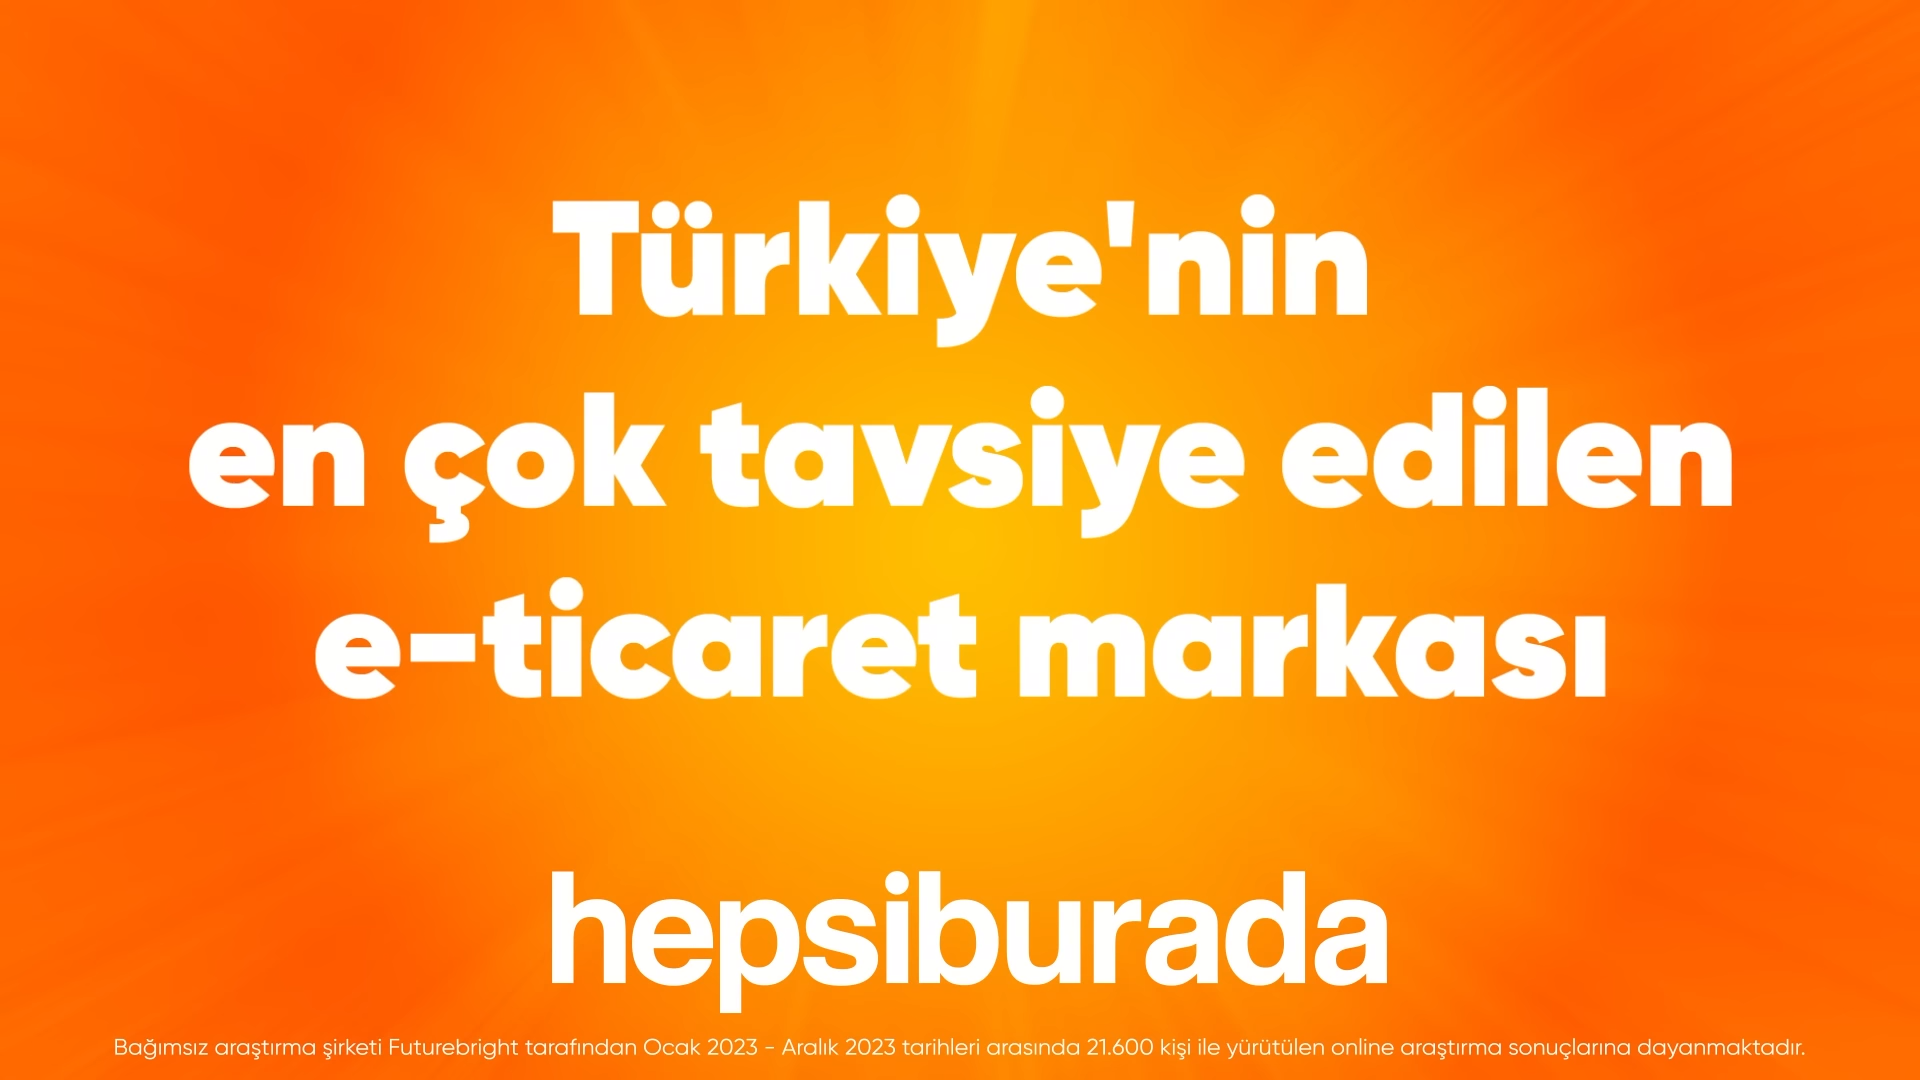 Türkiye'nin
en çok tavsiye edilen
e-ticaret markası
hepsiburada
Bağımsız araştırma şirketi Futurebright tarafından Ocak 2023 - Aralık 2023 tarihleri arasında 21.600 kişi ile yürütülen online araştırma sonuçlarına dayanmaktadır.